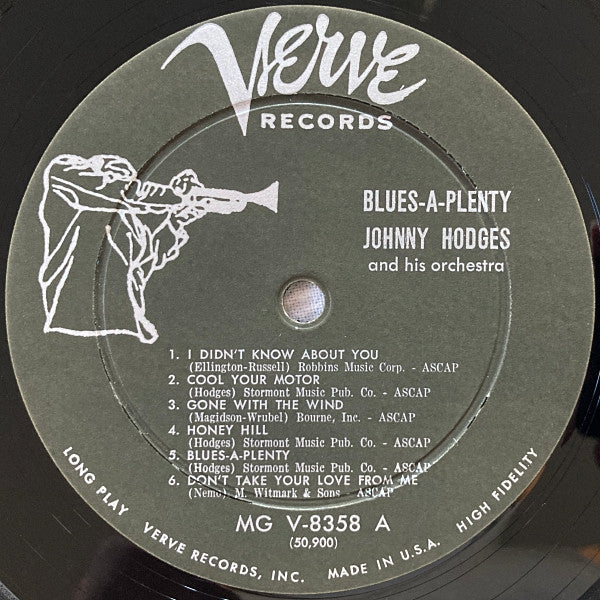 Verve
RECORDS
BLUES-A-PLENTY
JOHNNY HODGES
and his orchestra
1. I DIDN'T KNOW ABOUT YOU
(Ellington-Russell) Robbins Music Corp. - ASCAP
2. COOL YOUR MOTOR
(Hodges) Stormont Music Pub. Co. - ASCAP
3. GONE WITH THE WIND
(Magidson-Wrubel) Bourne, Inc. - ASCAP
4. HONEY HILL
(Hodges) Stormont Music Pub. Co. - ASCAP
5. BLUES-A-PLENTY
(Hodges) Stormont Music Pub. Co. - ASCAP
6. DON'T TAKE YOUR LOVE FROM ME
(Nemo) M. Witmark & Sons - ASCAP
MG V-8358 A
(50,900)
LONG PLAY VERVE RECORDS, INC. MADE IN U.S.A. HIGH FIDELITY